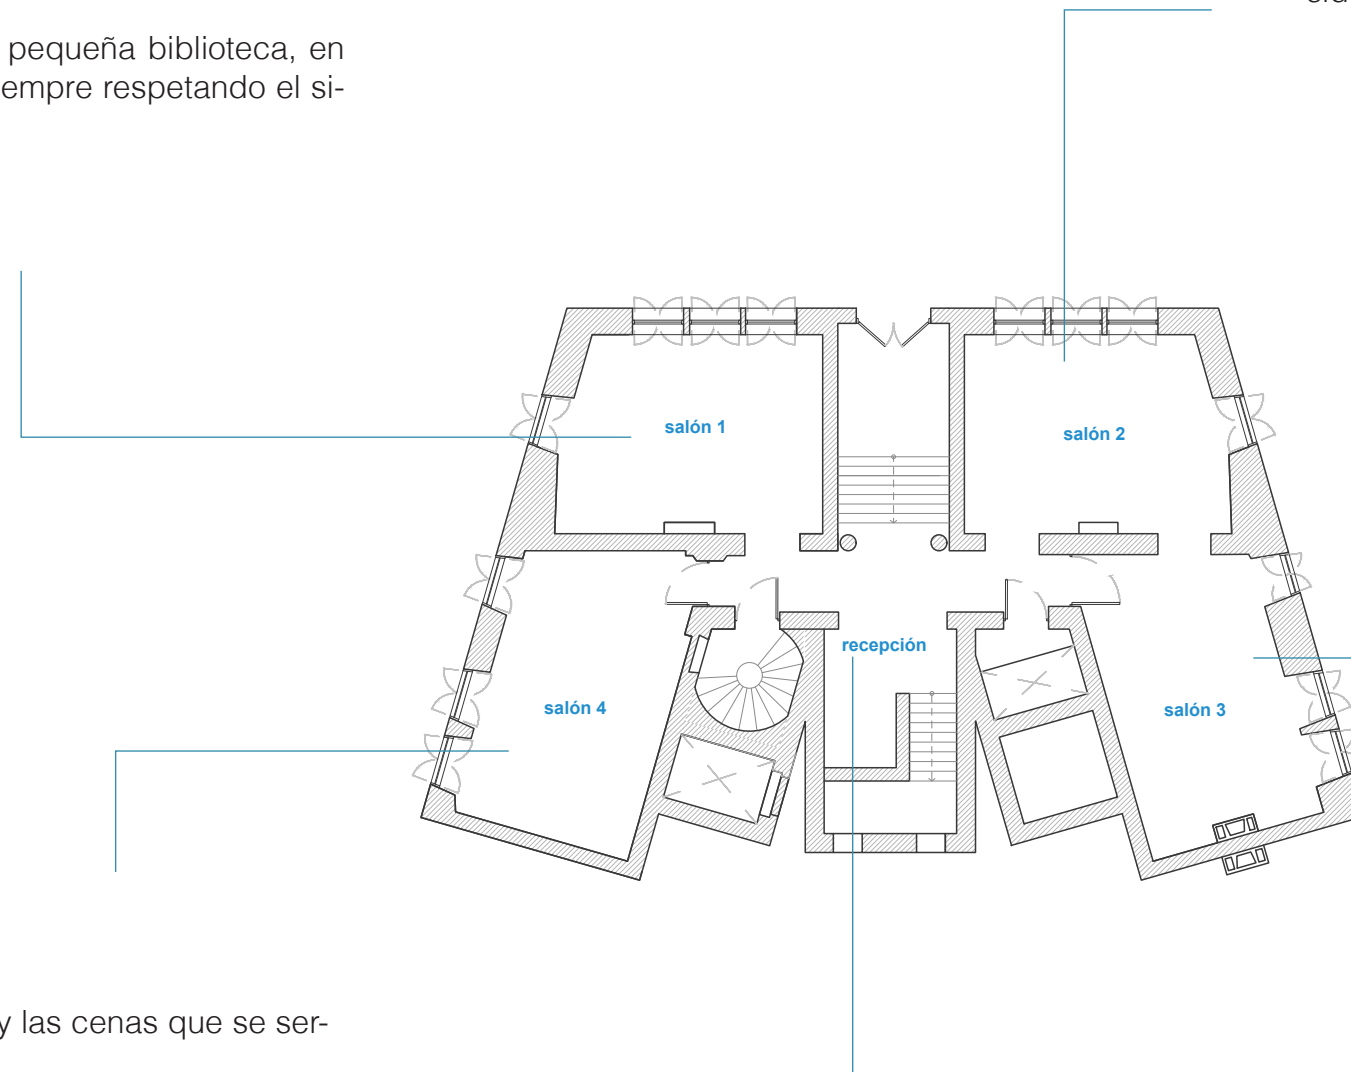 pequeña biblioteca, en
empre respetando el si-
salón 1
salón 2
recepción
salón 4
salón 3
y las cenas que se ser-